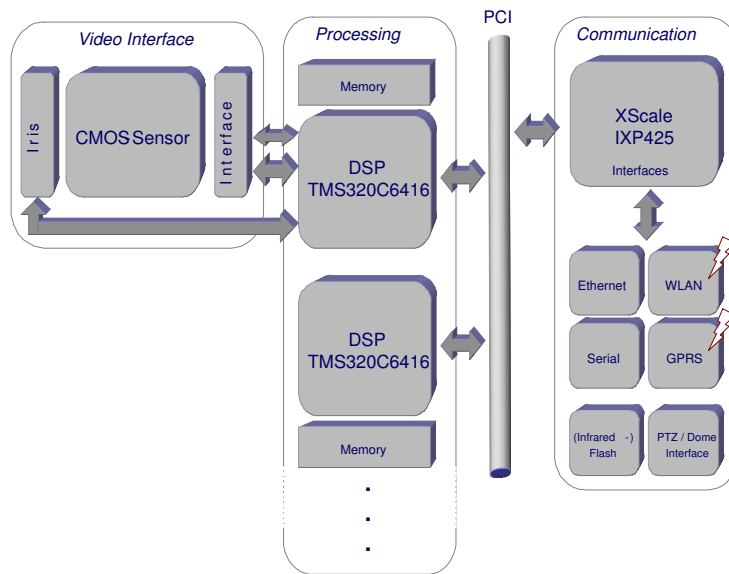 Video Interface
Iris
CMOS Sensor
Interface
Processing
Memory
DSP
TMS320C6416
DSP
TMS320C6416
Memory
.
.
.
PCI
Communication
XScale
IXP425
Interfaces
Ethernet
WLAN
Serial
GPRS
(Infrared -)
Flash
PTZ / Dome
Interface